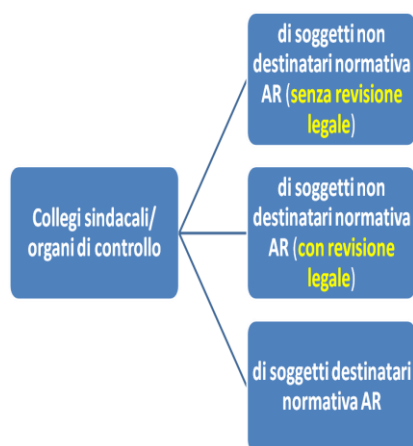 di soggetti non
destinatari normativa
AR (senza revisione
legale)
Collegi sindacali/
organi di controllo
di soggetti non
destinatari normativa
AR (con revisione
legale)
di soggetti destinatari
normativa AR